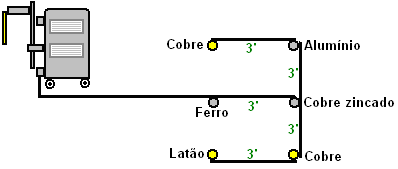 Cobre 3' Alumínio
3'
Ferro 3' Cobre zincado
3'
Latão 3' Cobre